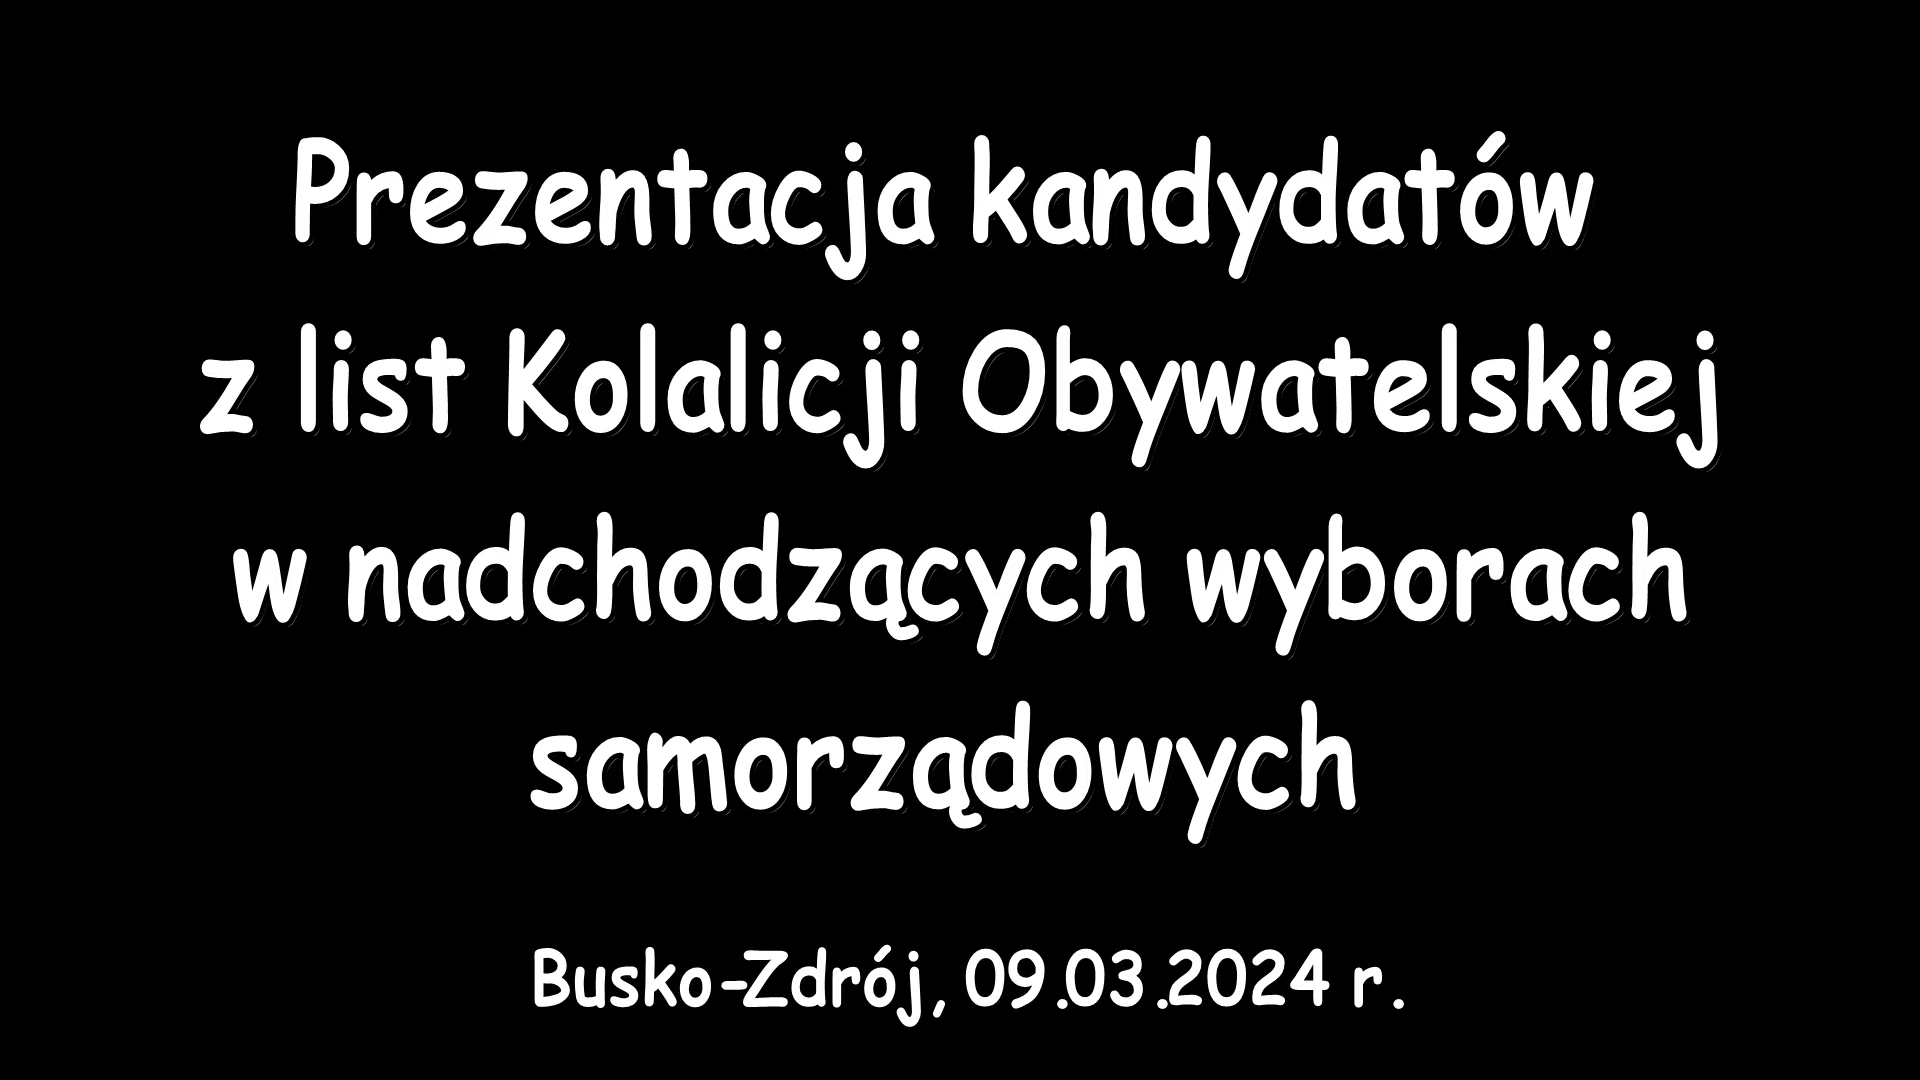 Prezentacja kandydatów
z list Kolalicji Obywatelskiej
w nadchodzących wyborach
samorządowych
Busko-Zdrój, 09.03.2024 r.